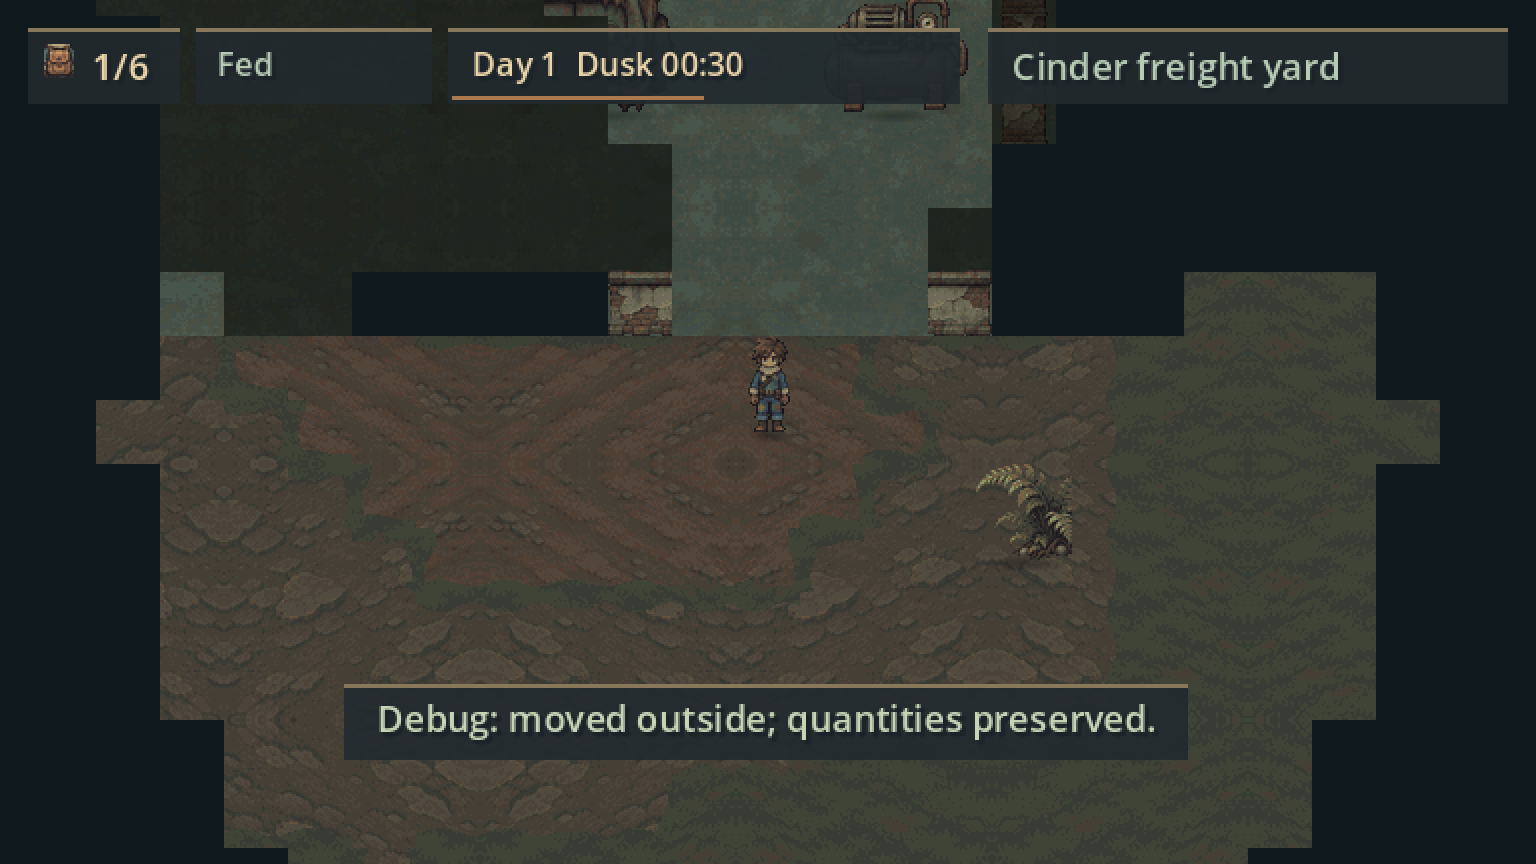 1/6
Fed
Day 1 Dusk 00:30
Cinder freight yard
Debug: moved outside; quantities preserved.